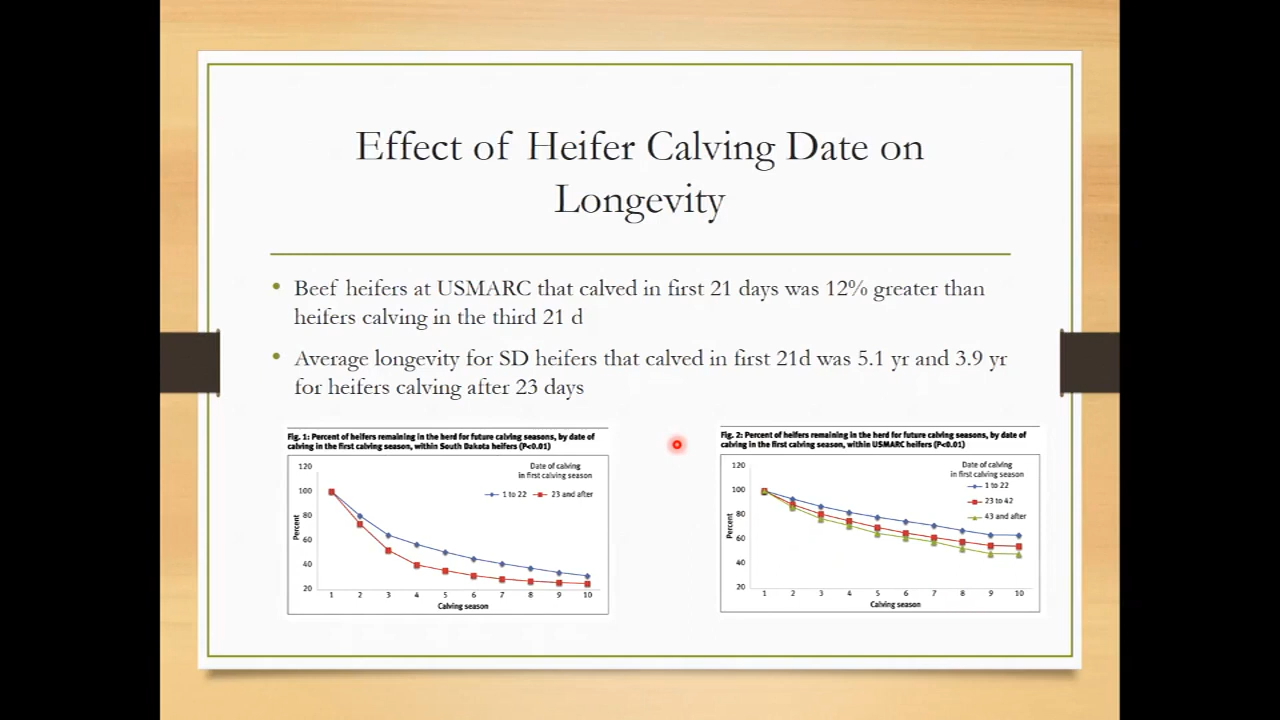 Effect of Heifer Calving Date on
Longevity
• Beef heifers at USMARC that calved in first 21 days was 12% greater than
heifers calving in the third 21 d
• Average longevity for SD heifers that calved in first 21d was 5.1 yr and 3.9 yr
for heifers calving after 23 days
Fig. 1: Percent of heifers remaining in the herd for future calving seasons, by date of
calving in the first calving season, within South Dakota heifers (P<0.01)
120
100
80
60
40
20
Percent
Date of calving
in first calving season
1 to 22 23 and after
1 2 3 4 5 6 7 8 9 10
Calving season
Fig. 2: Percent of heifers remaining in the herd for future calving seasons, by date of
calving in the first calving season, within USMARC heifers (P<0.01)
120
100
80
60
40
20
Percent
Date of calving
in first calving season
1 to 22
23 to 42
43 and after
1 2 3 4 5 6 7 8 9 10
Calving season